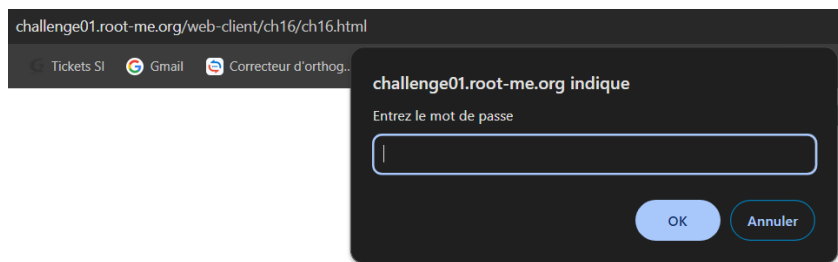 challenge01.root-me.org/web-client/ch16/ch16.html
Tickets SI Gmail Correcteur d'orthog...
challenge01.root-me.org indique
Entrez le mot de passe
OK Annuler